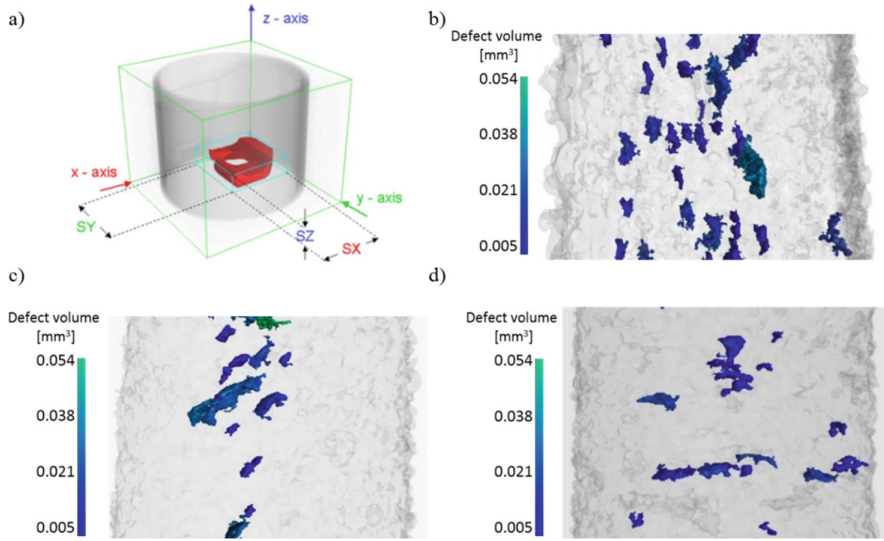 a)
z - axis
x - axis
y - axis
SY
SZ
SX
b)
Defect volume
[mm³]
0.054
0.038
0.021
0.005
c)
Defect volume
[mm³]
0.054
0.038
0.021
0.005
d)
Defect volume
[mm³]
0.054
0.038
0.021
0.005